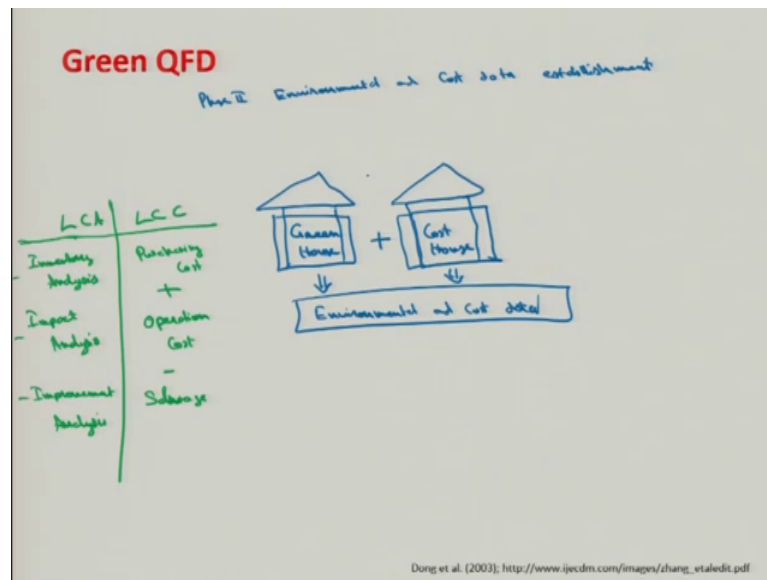 Green QFD
Phase II Environmental and Cost data establishment
LCA LCC
Inventory
Analysis
Purchasing
Cost
+
Impact
Analysis
Operation
Cost
-
- Improvement
Analysis
Salvage
Green
House
+
Cost
House
Environmental and Cost detail
Dong et al. (2003); http://www.ijecdm.com/images/zhang_etaledit.pdf